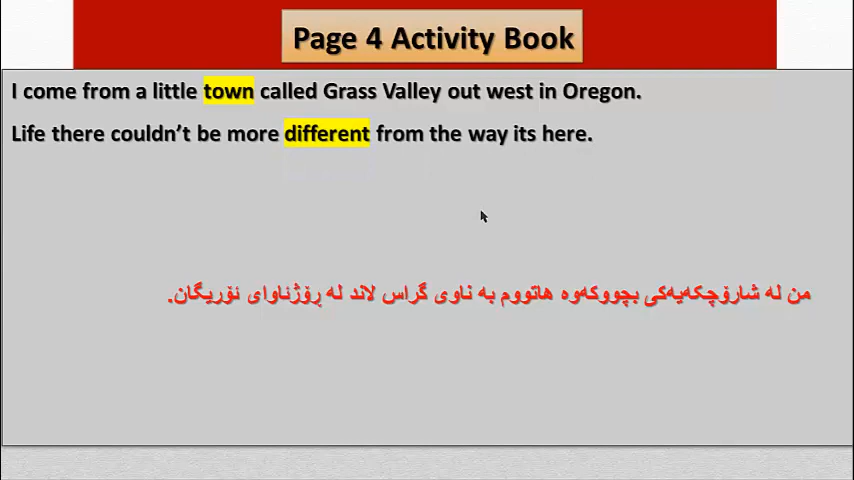 Page 4 Activity Book
I come from a little town called Grass Valley out west in Oregon.
Life there couldn't be more different from the way its here.
من لە شارۆچکەیەکی بچووکەوە هاتووم بە ناوی گراس لاند لە ڕۆژئاوای ئۆریگان.